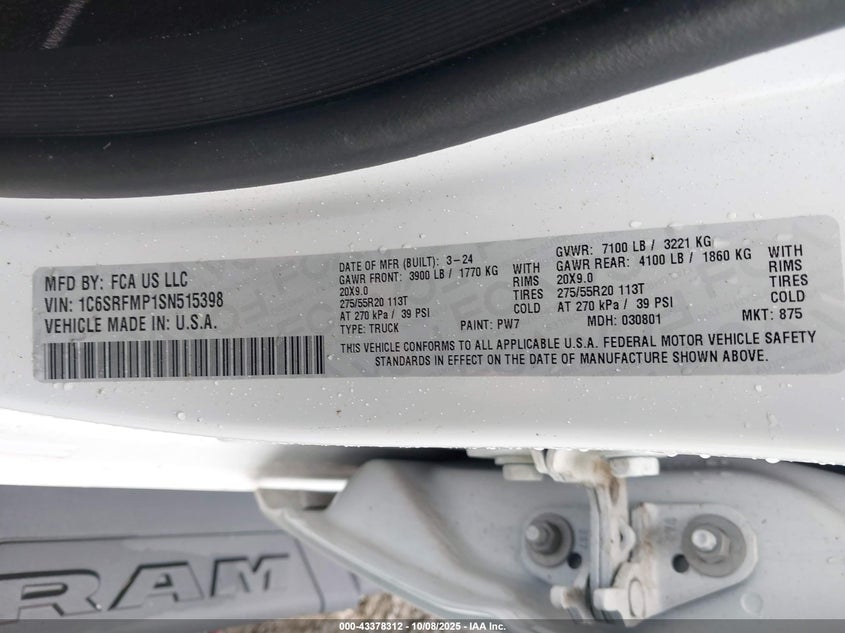 MFD BY: FCA US LLC
VIN: 1C6SRFMP1SN515398
VEHICLE MADE IN: U.S.A.
DATE OF MFR (BUILT): 3-24
GAWR FRONT: 3900 LB / 1770 KG WITH
20X9.0 RIMS
275/55R20 113T TIRES
AT 270 kPa / 39 PSI COLD
TYPE: TRUCK PAINT: PW7
GVWR: 7100 LB / 3221 KG
GAWR REAR: 4100 LB / 1860 KG WITH
20X9.0 RIMS
275/55R20 113T TIRES
AT 270 kPa / 39 PSI COLD
MDH: 030801 MKT: 875
THIS VEHICLE CONFORMS TO ALL APPLICABLE U.S.A. FEDERAL MOTOR VEHICLE SAFETY
STANDARDS IN EFFECT ON THE DATE OF MANUFACTURE SHOWN ABOVE.
RAM
000-43378312 - 10/08/2025 - IAA Inc.